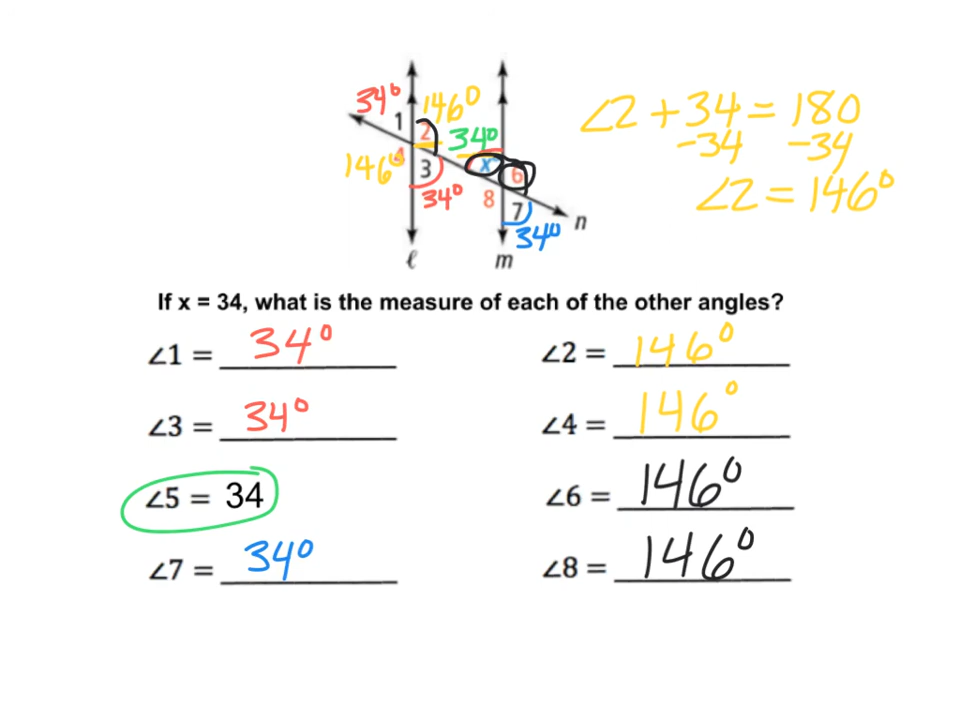 34° 146° ∠2 + 34 = 180
1 2 34° -34 -34
146° 4 3 x° 6 ∠2 = 146°
34° 8 7 n
34°
ℓ m
If x = 34, what is the measure of each of the other angles?
∠1 = 34° ∠2 = 146°
∠3 = 34° ∠4 = 146°
∠5 = 34 ∠6 = 146°
∠7 = 34° ∠8 = 146°